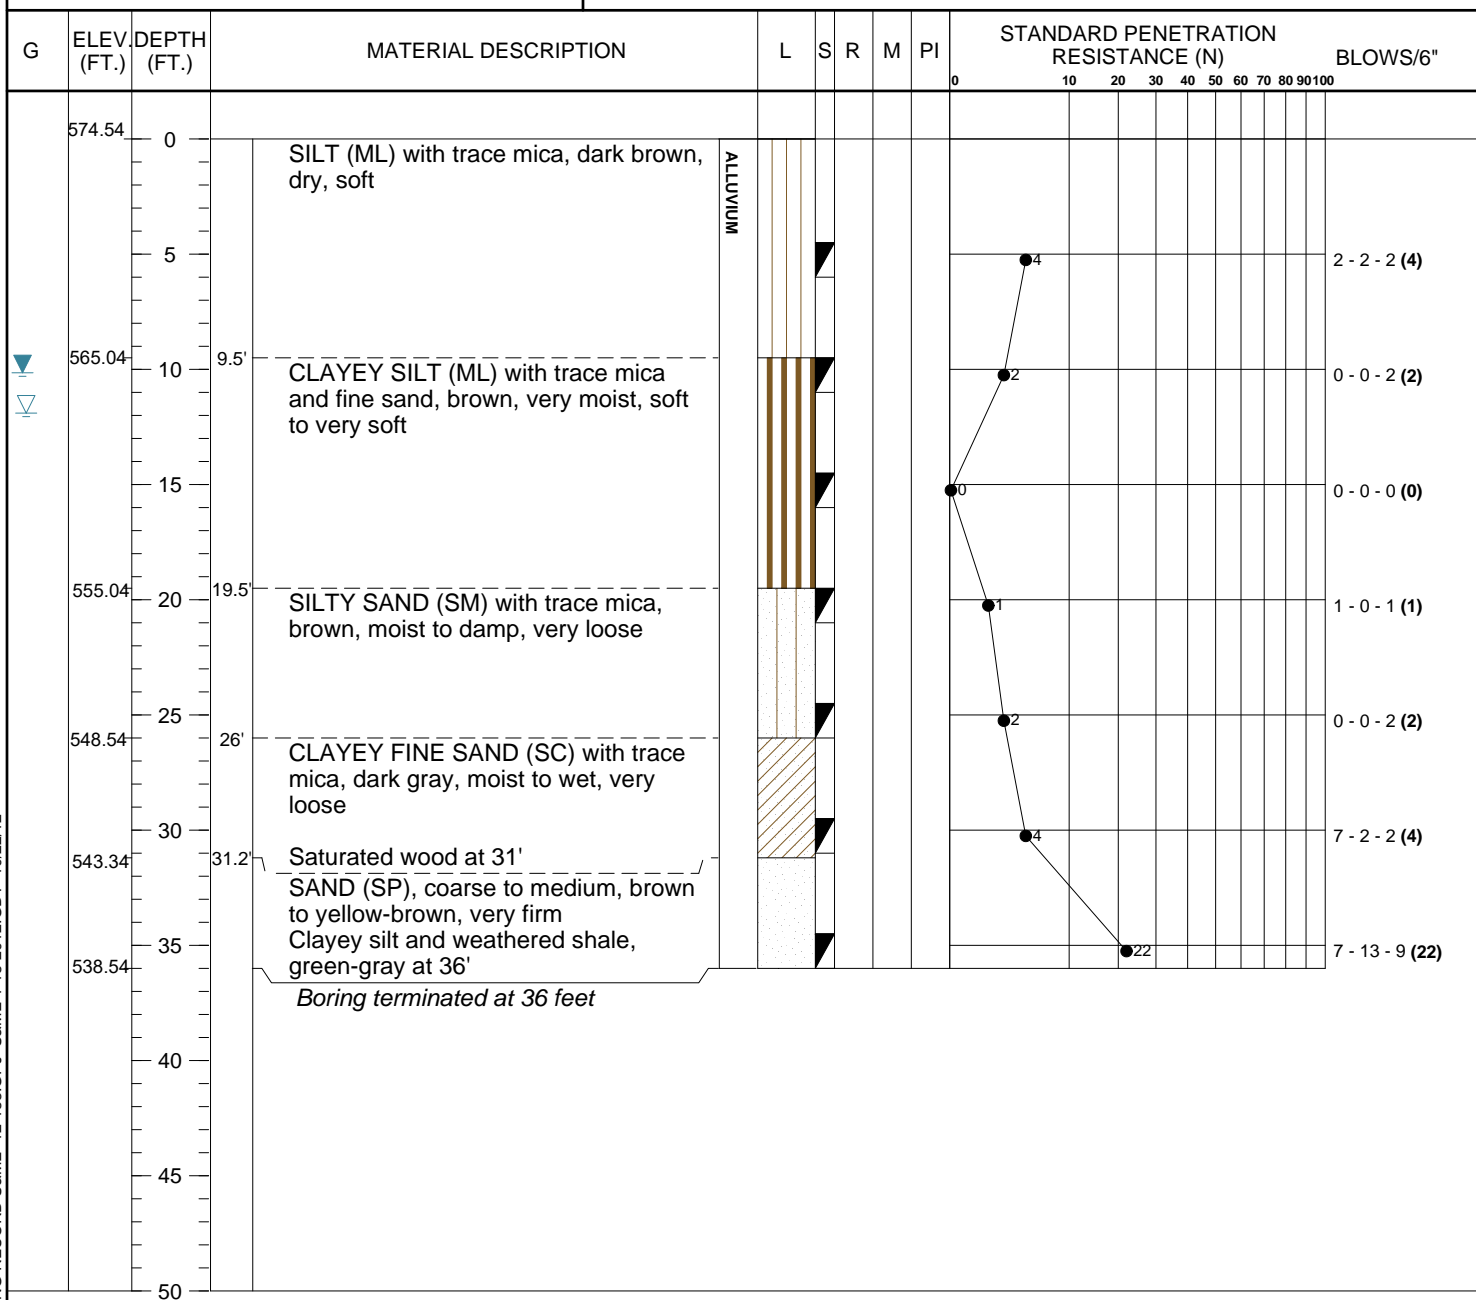 G
ELEV. DEPTH
(FT.) (FT.)
MATERIAL DESCRIPTION
L
S
R
M
PI
STANDARD PENETRATION
RESISTANCE (N)
BLOWS/6"
0 10 20 30 40 50 60 70 80 90 100
574.54
0
SILT (ML) with trace mica, dark brown,
dry, soft
ALLUVIUM
5
4
2 - 2 - 2 (4)
565.04
9.5'
10
CLAYEY SILT (ML) with trace mica
and fine sand, brown, very moist, soft
to very soft
2
0 - 0 - 2 (2)
15
0
0 - 0 - 0 (0)
555.04
19.5'
20
SILTY SAND (SM) with trace mica,
brown, moist to damp, very loose
1
1 - 0 - 1 (1)
25
2
0 - 0 - 2 (2)
548.54
26'
CLAYEY FINE SAND (SC) with trace
mica, dark gray, moist to wet, very
loose
30
4
7 - 2 - 2 (4)
543.34
31.2'
Saturated wood at 31'
SAND (SP), coarse to medium, brown
to yellow-brown, very firm
Clayey silt and weathered shale,
green-gray at 36'
35
22
7 - 13 - 9 (22)
538.54
Boring terminated at 36 feet
40
45
50